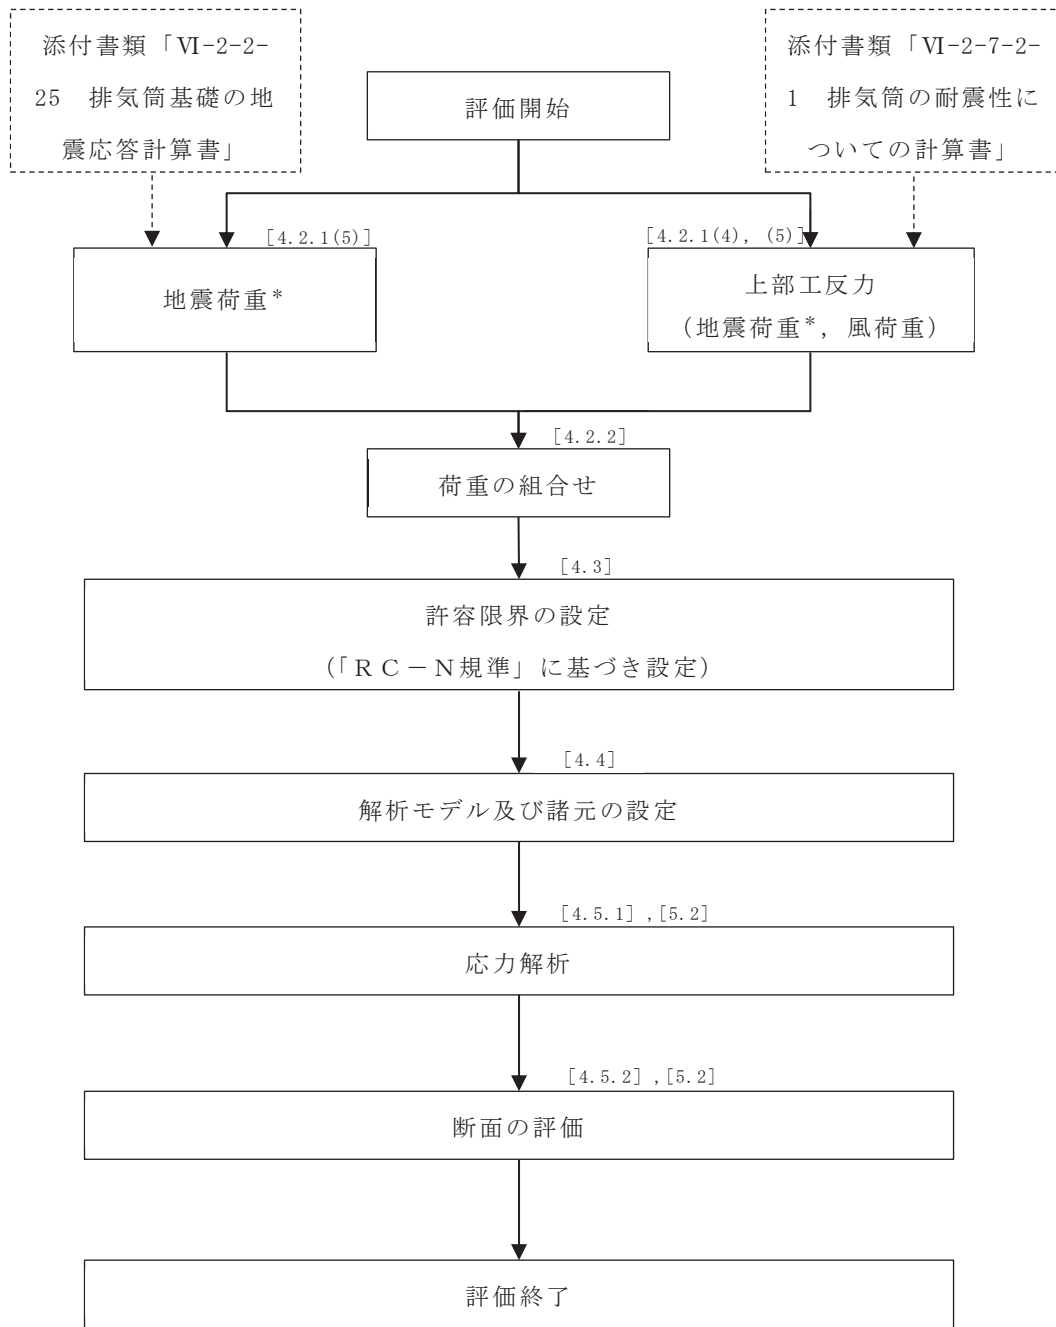 添付書類「Ⅵ-2-2-
25　排気筒基礎の地
震応答計算書」
評価開始
添付書類「Ⅵ-2-7-2-
1　排気筒の耐震性に
ついての計算書」
[4.2.1(5)]
地震荷重*
[4.2.1(4), (5)]
上部工反力
（地震荷重*，風荷重）
[4.2.2]
荷重の組合せ
[4.3]
許容限界の設定
（「ＲＣ－Ｎ規準」に基づき設定）
[4.4]
解析モデル及び諸元の設定
[4.5.1] ,[5.2]
応力解析
[4.5.2] ,[5.2]
断面の評価
評価終了